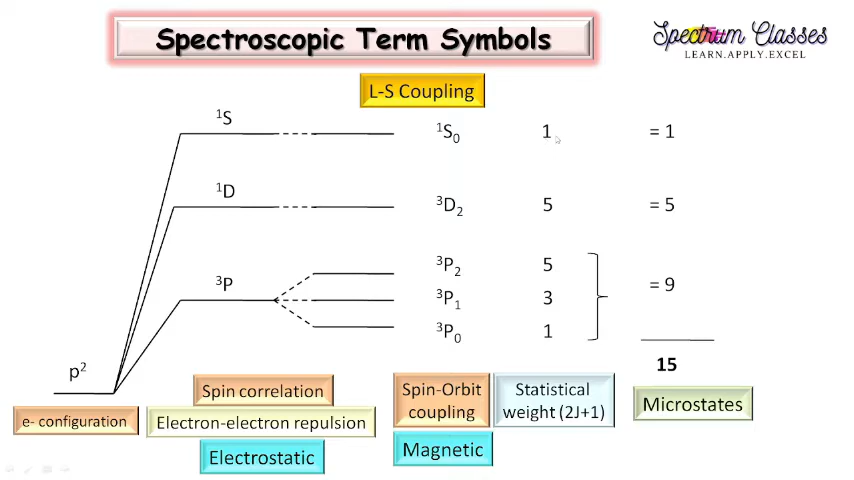 Spectroscopic Term Symbols
Spectrum Classes
LEARN.APPLY.EXCEL
L-S Coupling
¹S
¹S₀ 1 = 1
¹D
³D₂ 5 = 5
³P
³P₂ 5
³P₁ 3 = 9
³P₀ 1
15
p²
e- configuration
Spin correlation
Electron-electron repulsion
Electrostatic
Spin-Orbit
coupling
Magnetic
Statistical
weight (2J+1)
Microstates